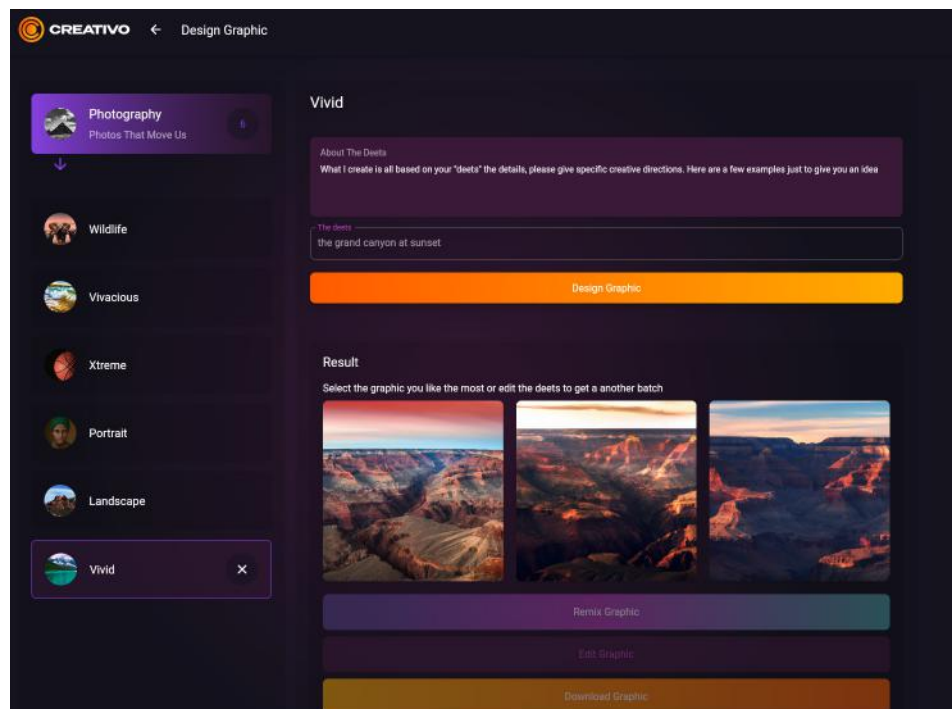 CREATIVO
Design Graphic
Photography
Photos That Move Us
6
Wildlife
Vivacious
Xtreme
Portrait
Landscape
Vivid
Vivid
About The Deets
What I create is all based on your "deets" the details, please give specific creative directions. Here are a few examples just to give you an idea
The deets
the grand canyon at sunset
Design Graphic
Result
Select the graphic you like the most or edit the deets to get a another batch
Remix Graphic
Edit Graphic
Download Graphic